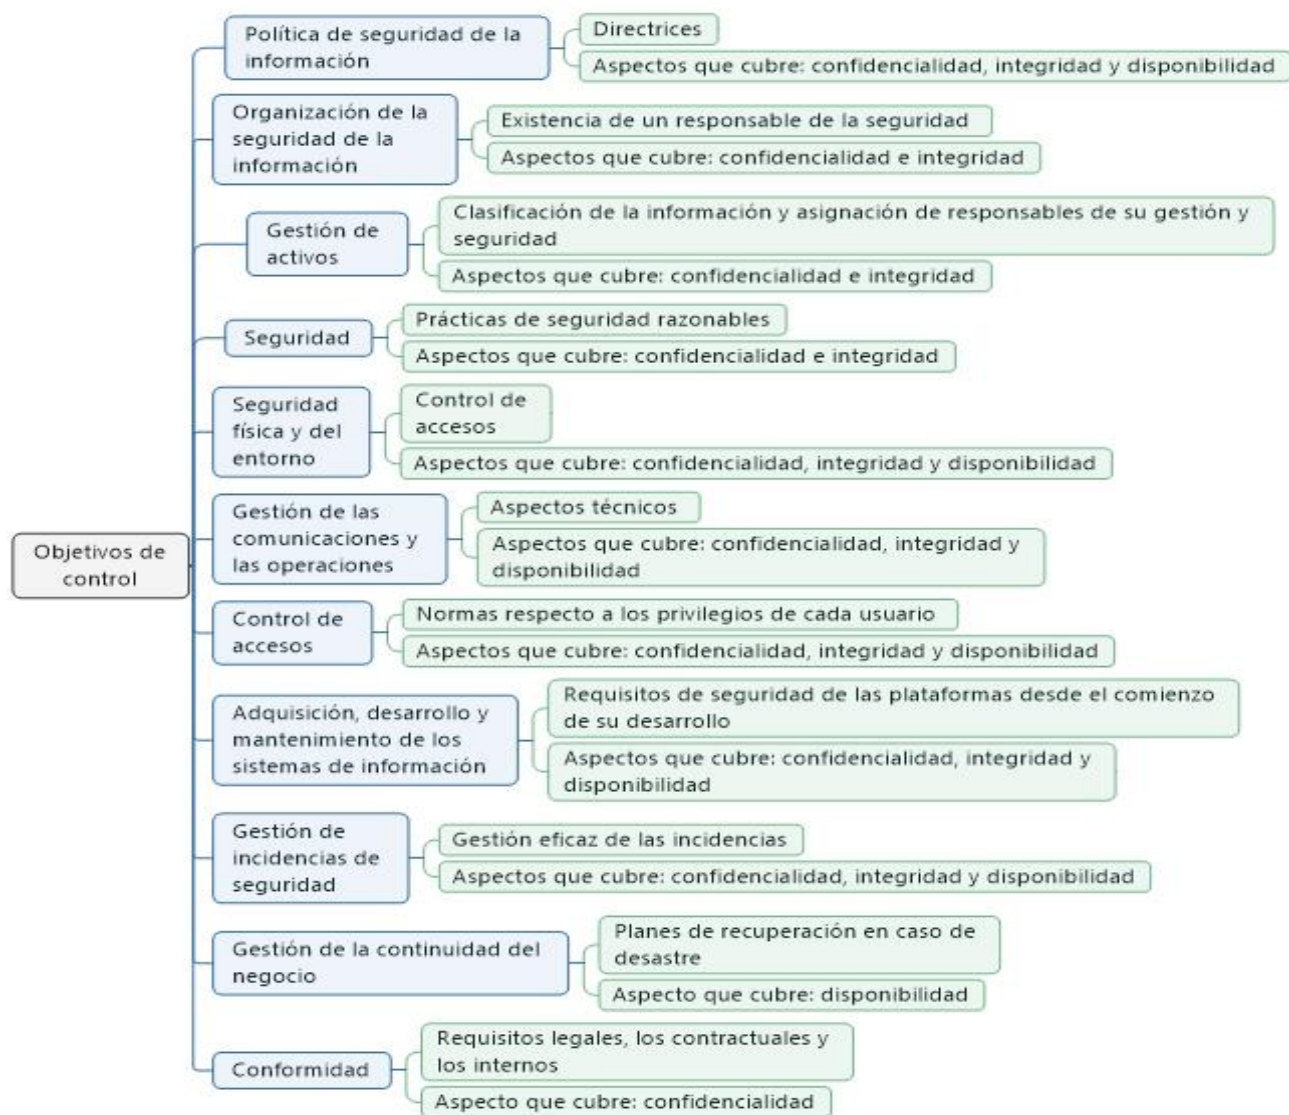 Objetivos de
control
Política de seguridad de la
información
Directrices
Aspectos que cubre: confidencialidad, integridad y disponibilidad
Organización de la
seguridad de la
información
Existencia de un responsable de la seguridad
Aspectos que cubre: confidencialidad e integridad
Gestión de
activos
Clasificación de la información y asignación de responsables de su gestión y
seguridad
Aspectos que cubre: confidencialidad e integridad
Seguridad
Prácticas de seguridad razonables
Aspectos que cubre: confidencialidad e integridad
Seguridad
física y del
entorno
Control de
accesos
Aspectos que cubre: confidencialidad, integridad y disponibilidad
Gestión de las
comunicaciones y
las operaciones
Aspectos técnicos
Aspectos que cubre: confidencialidad, integridad y
disponibilidad
Control de
accesos
Normas respecto a los privilegios de cada usuario
Aspectos que cubre: confidencialidad, integridad y disponibilidad
Adquisición, desarrollo y
mantenimiento de los
sistemas de información
Requisitos de seguridad de las plataformas desde el comienzo
de su desarrollo
Aspectos que cubre: confidencialidad, integridad y
disponibilidad
Gestión de
incidencias de
seguridad
Gestión eficaz de las incidencias
Aspectos que cubre: confidencialidad, integridad y disponibilidad
Gestión de la continuidad del
negocio
Planes de recuperación en caso de
desastre
Aspecto que cubre: disponibilidad
Conformidad
Requisitos legales, los contractuales y
los internos
Aspecto que cubre: confidencialidad